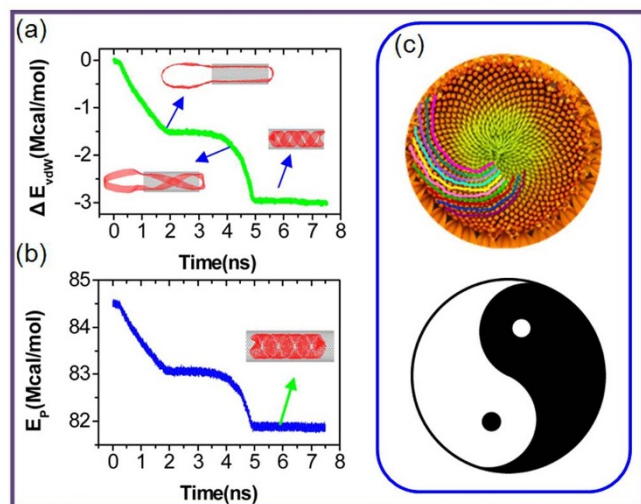 (a)
0
-1
-2
-3
Δ E_vdW(Mcal/mol)
0 1 2 3 4 5 6 7 8
Time(ns)
(b)
85
84
83
82
E_P(Mcal/mol)
0 1 2 3 4 5 6 7 8
Time(ns)
(c)